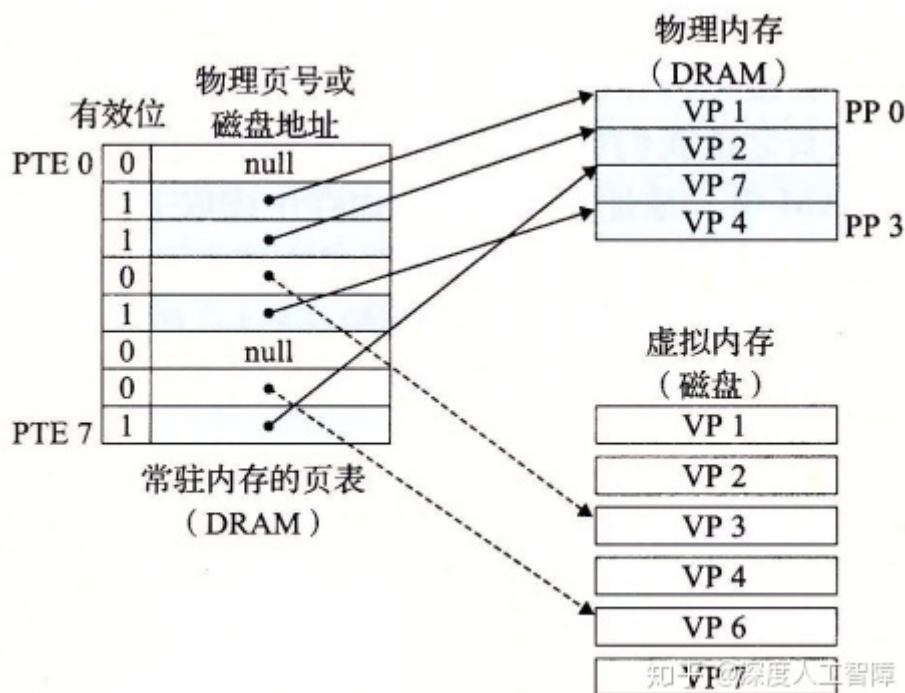 物理页号或
磁盘地址
有效位
PTE 0
0
null
1
1
0
1
0
null
0
PTE 7
1
常驻内存的页表
（DRAM）
物理内存
（DRAM）
VP 1
PP 0
VP 2
VP 7
VP 4
PP 3
虚拟内存
（磁盘）
VP 1
VP 2
VP 3
VP 4
VP 6
VP 7
知乎 @深度人工智障